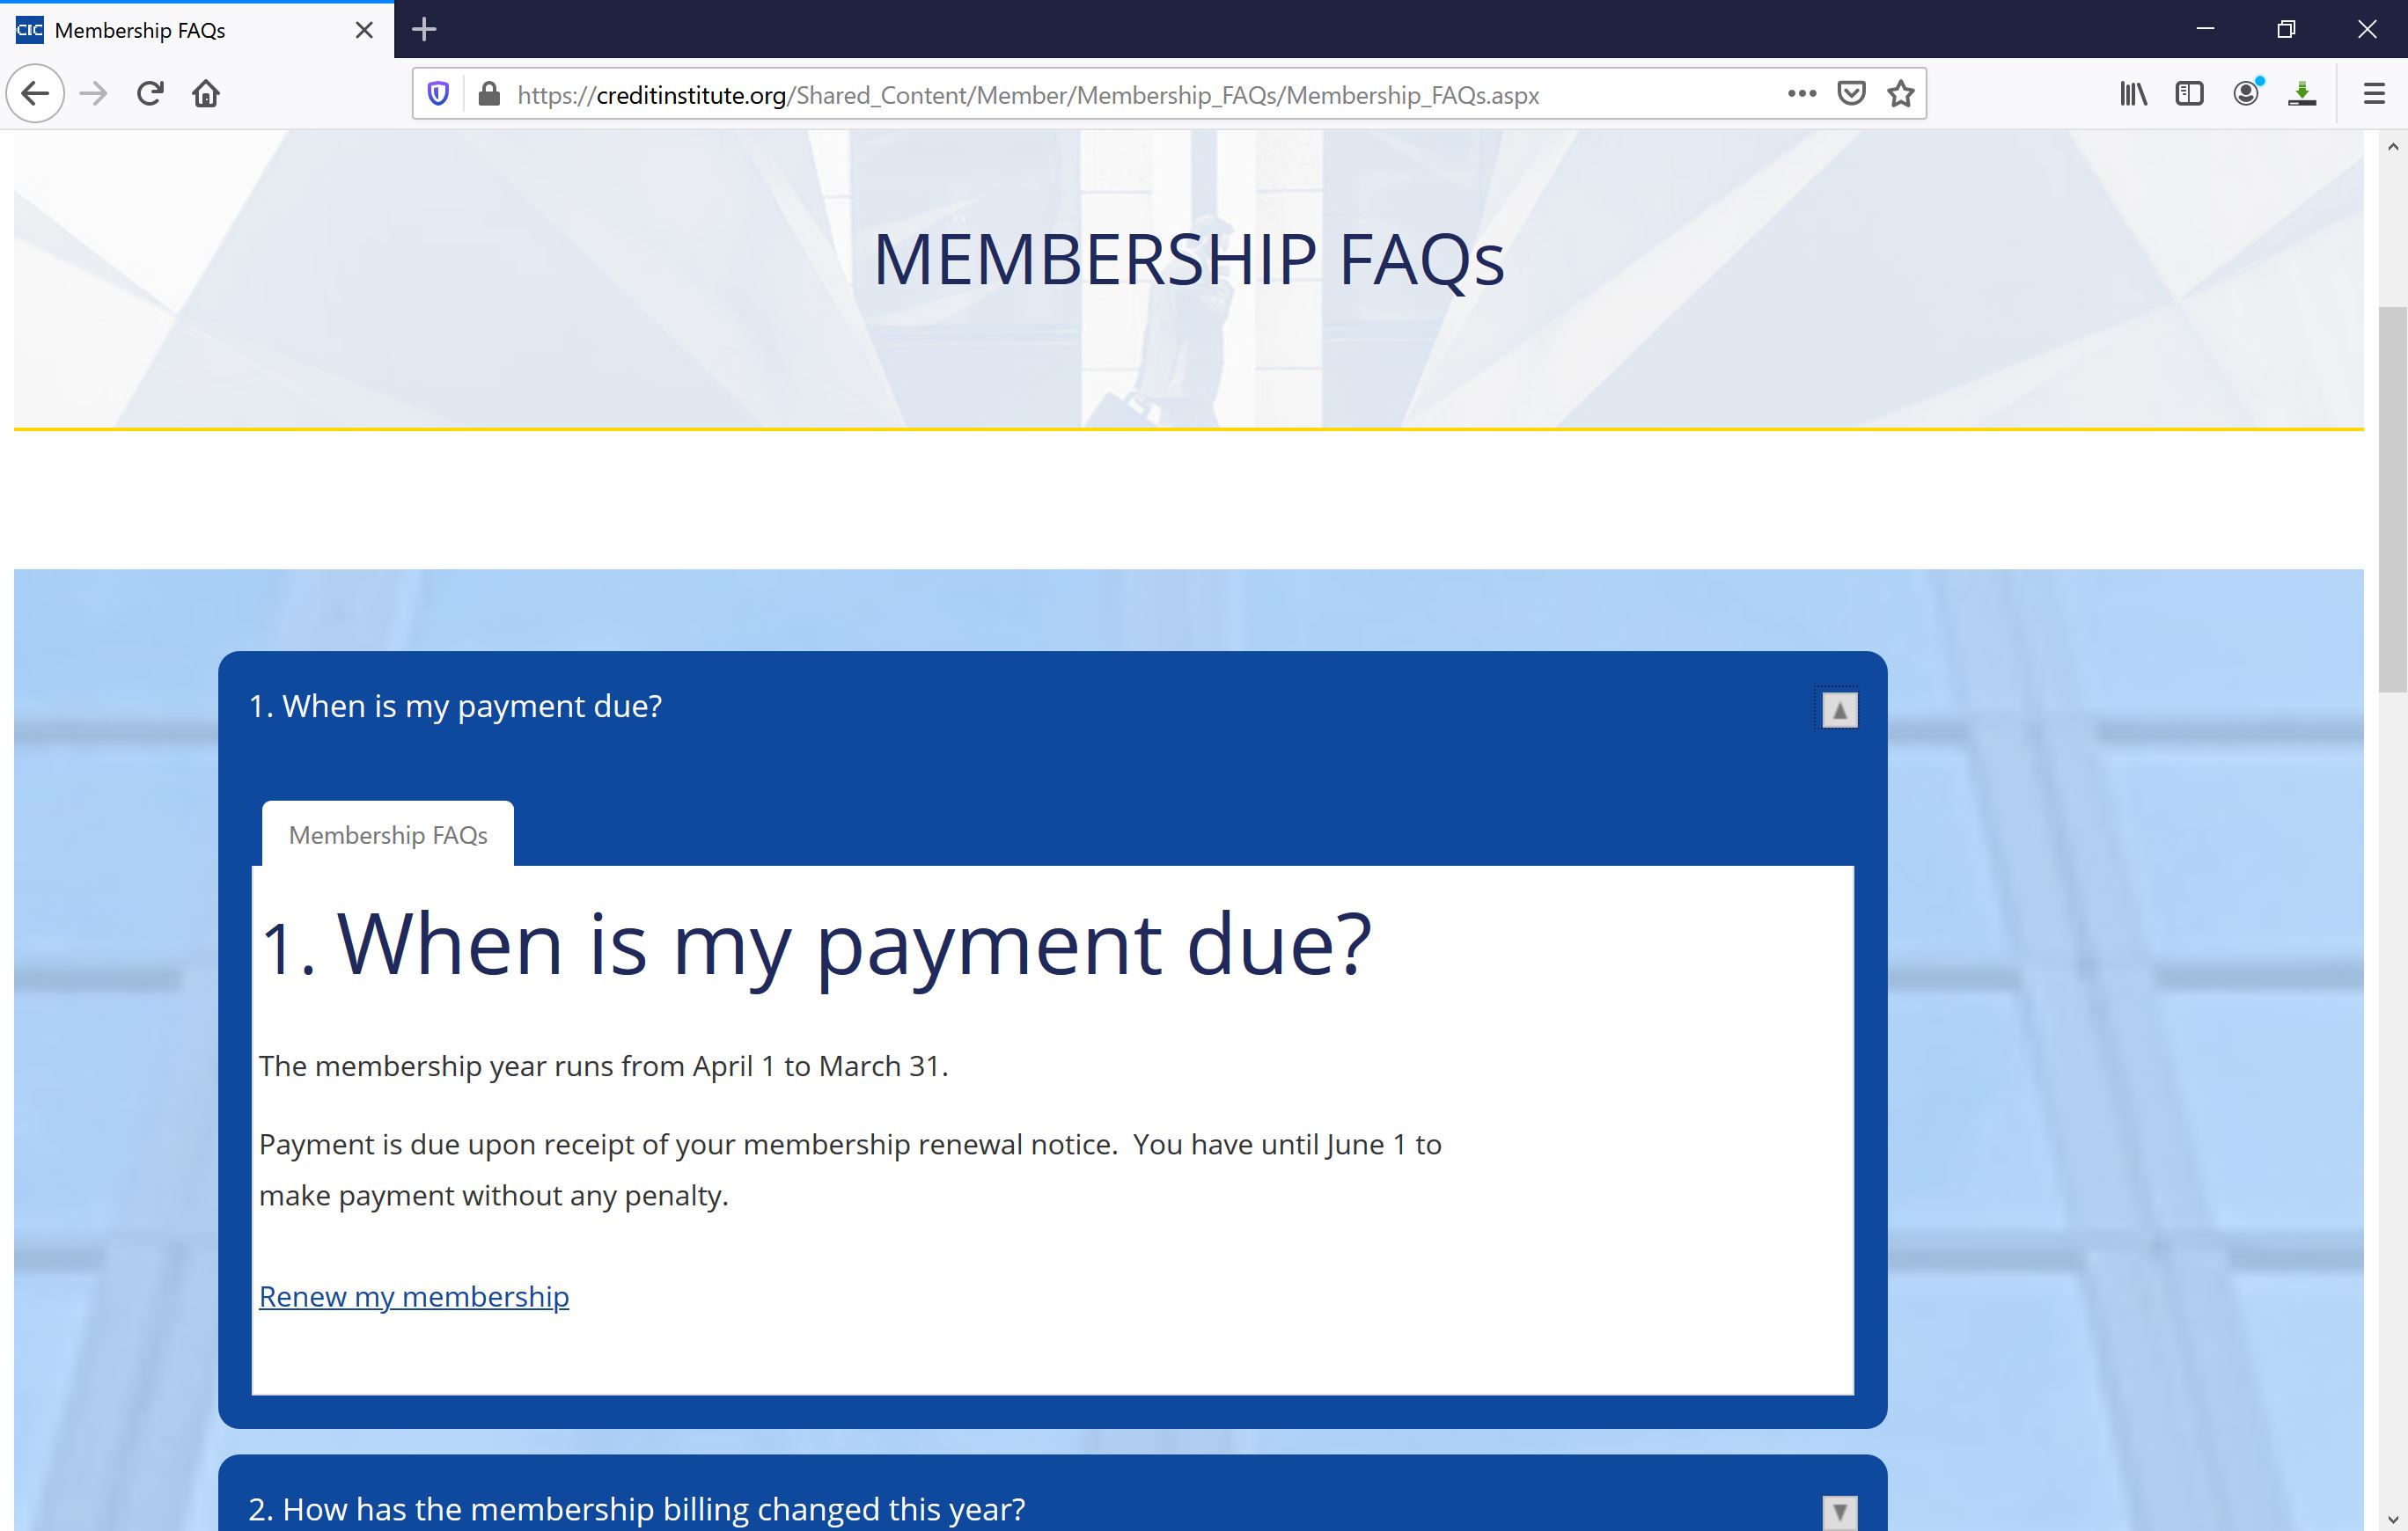 CIC Membership FAQs
https://creditinstitute.org/Shared_Content/Member/Membership_FAQs/Membership_FAQs.aspx
MEMBERSHIP FAQs
1. When is my payment due?
Membership FAQs
1. When is my payment due?
The membership year runs from April 1 to March 31.
Payment is due upon receipt of your membership renewal notice.  You have until June 1 to
make payment without any penalty.
Renew my membership
2. How has the membership billing changed this year?